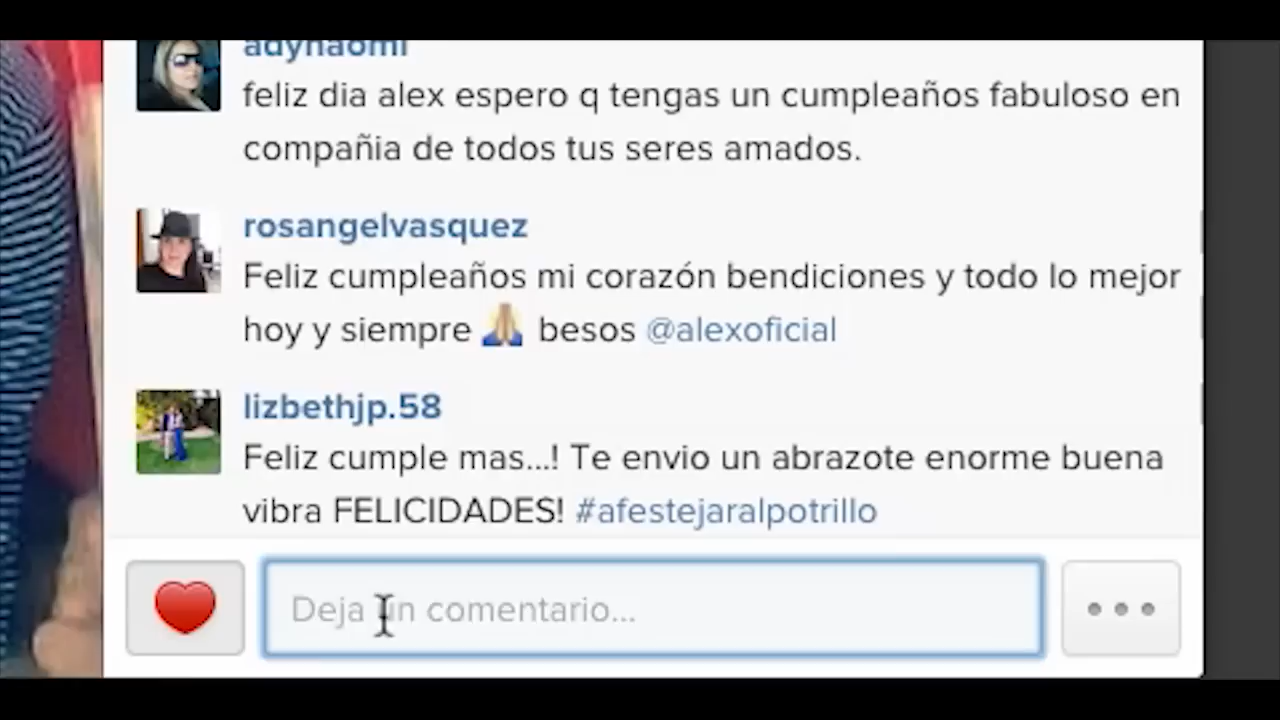 adynaomi
feliz dia alex espero q tengas un cumpleaños fabuloso en
compañia de todos tus seres amados.
rosangelvasquez
Feliz cumpleaños mi corazón bendiciones y todo lo mejor
hoy y siempre 🙏 besos @alexoficial
lizbethjp.58
Feliz cumple mas...! Te envio un abrazote enorme buena
vibra FELICIDADES! #afestejaralpotrillo
Deja un comentario...